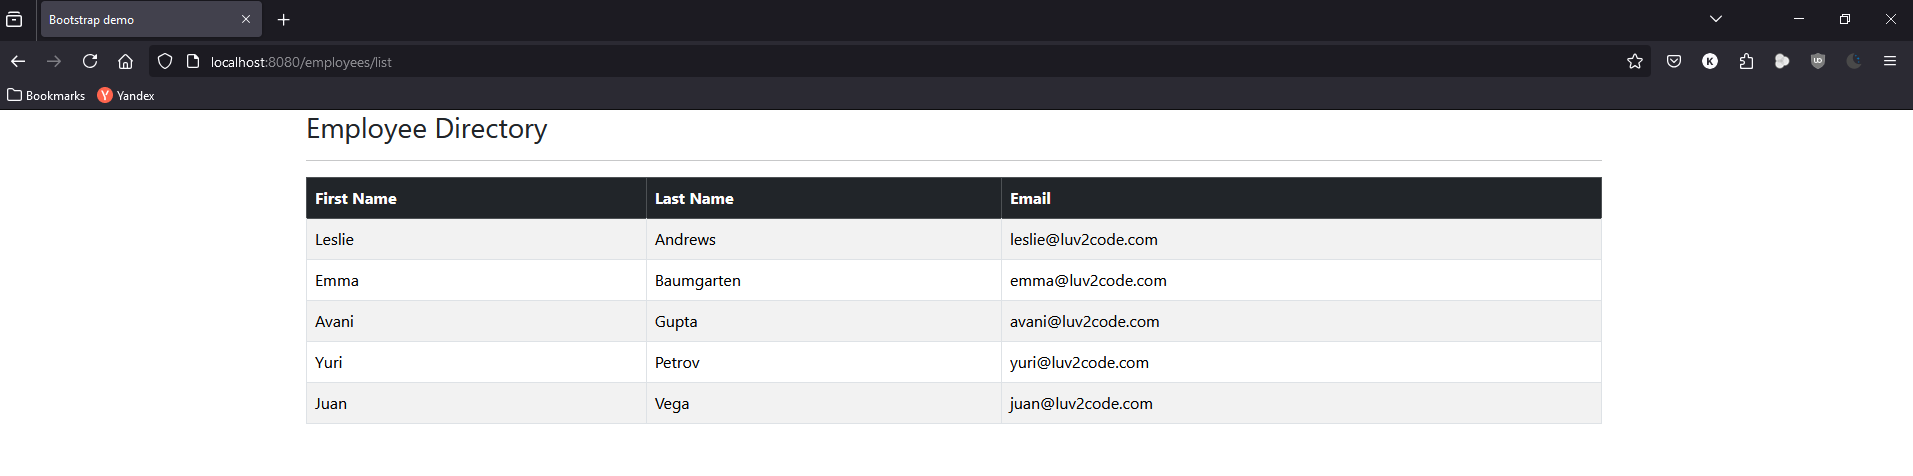 Bootstrap demo
localhost:8080/employees/list
Bookmarks Yandex
Employee Directory
First Name Last Name Email
Leslie Andrews leslie@luv2code.com
Emma Baumgarten emma@luv2code.com
Avani Gupta avani@luv2code.com
Yuri Petrov yuri@luv2code.com
Juan Vega juan@luv2code.com